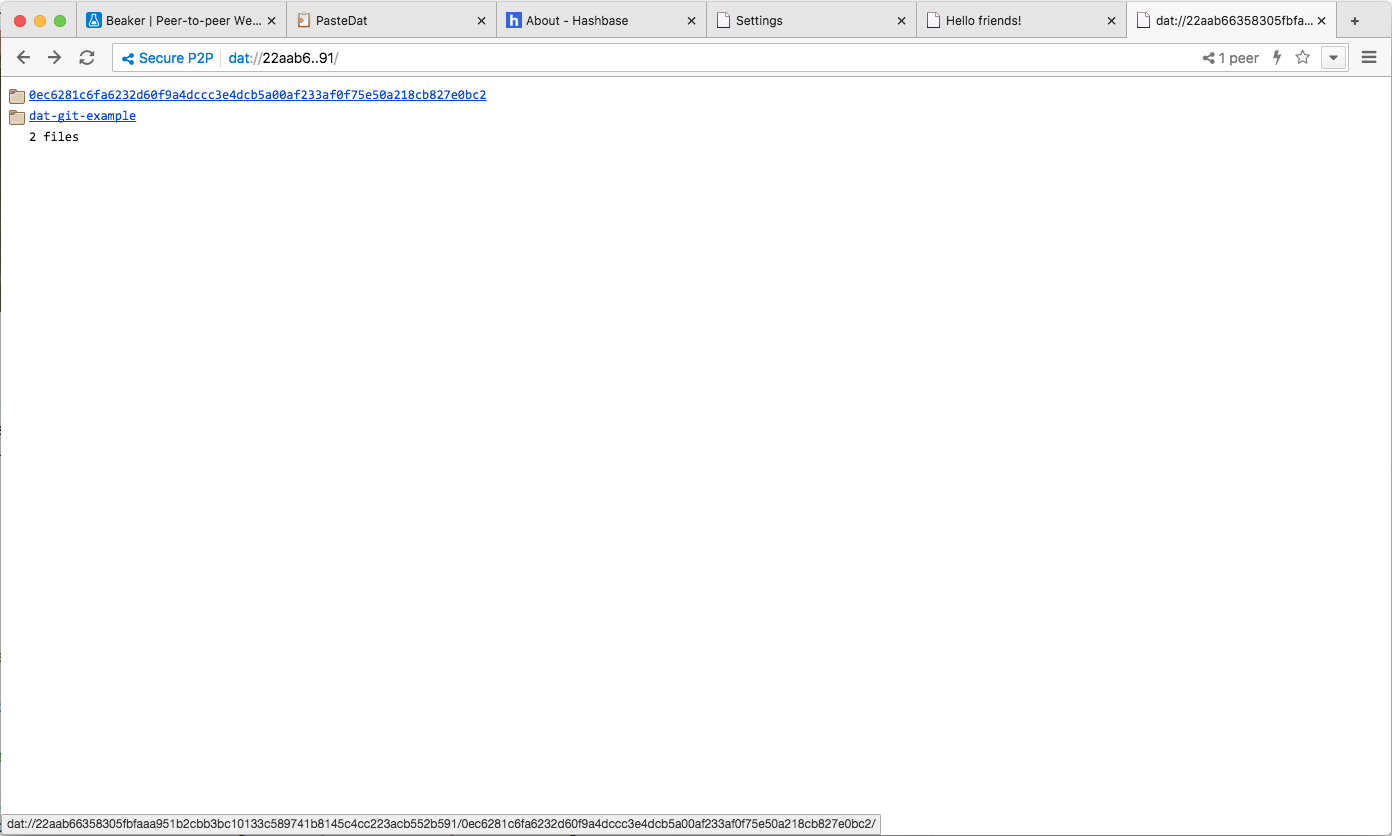 Beaker | Peer-to-peer We...
PasteDat
About - Hashbase
Settings
Hello friends!
dat://22aab66358305fbfa...
Secure P2P
dat://22aab6..91/
1 peer
0ec6281c6fa6232d60f9a4dccc3e4dcb5a00af233af0f75e50a218cb827e0bc2
dat-git-example
2 files
dat://22aab66358305fbfaaa951b2cbb3bc10133c589741b8145c4cc223acb552b591/0ec6281c6fa6232d60f9a4dccc3e4dcb5a00af233af0f75e50a218cb827e0bc2/